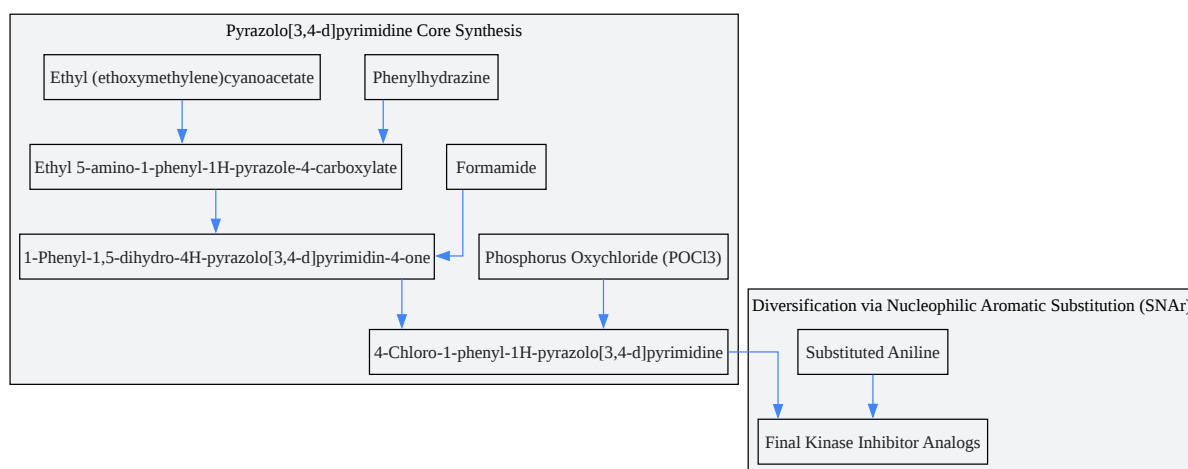 Pyrazolo[3,4-d]pyrimidine Core Synthesis
Ethyl (ethoxymethylene)cyanoacetate
Phenylhydrazine
Ethyl 5-amino-1-phenyl-1H-pyrazole-4-carboxylate
Formamide
1-Phenyl-1,5-dihydro-4H-pyrazolo[3,4-d]pyrimidin-4-one
Phosphorus Oxychloride (POCl3)
4-Chloro-1-phenyl-1H-pyrazolo[3,4-d]pyrimidine
Diversification via Nucleophilic Aromatic Substitution (SNAr)
Substituted Aniline
Final Kinase Inhibitor Analogs